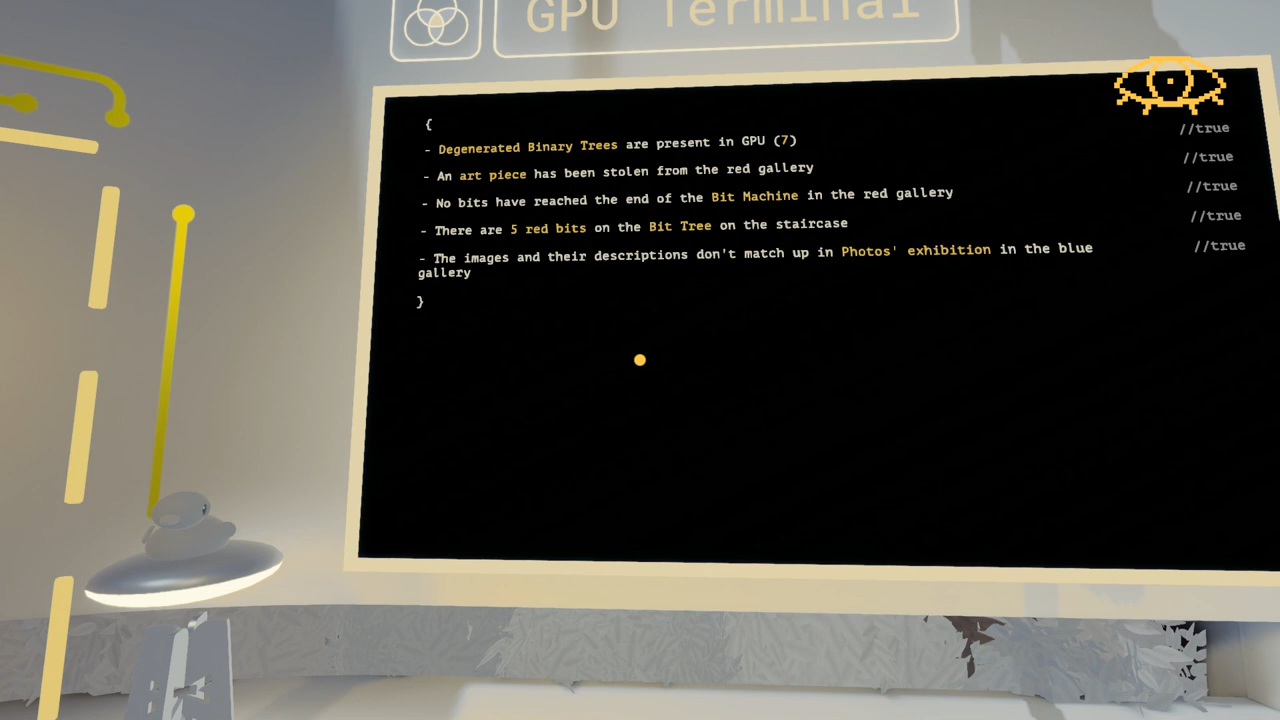 GPU Terminal
{
- Degenerated Binary Trees are present in GPU (7) //true
- An art piece has been stolen from the red gallery //true
- No bits have reached the end of the Bit Machine in the red gallery //true
- There are 5 red bits on the Bit Tree on the staircase //true
- The images and their descriptions don't match up in Photos' exhibition in the blue //true
gallery
}